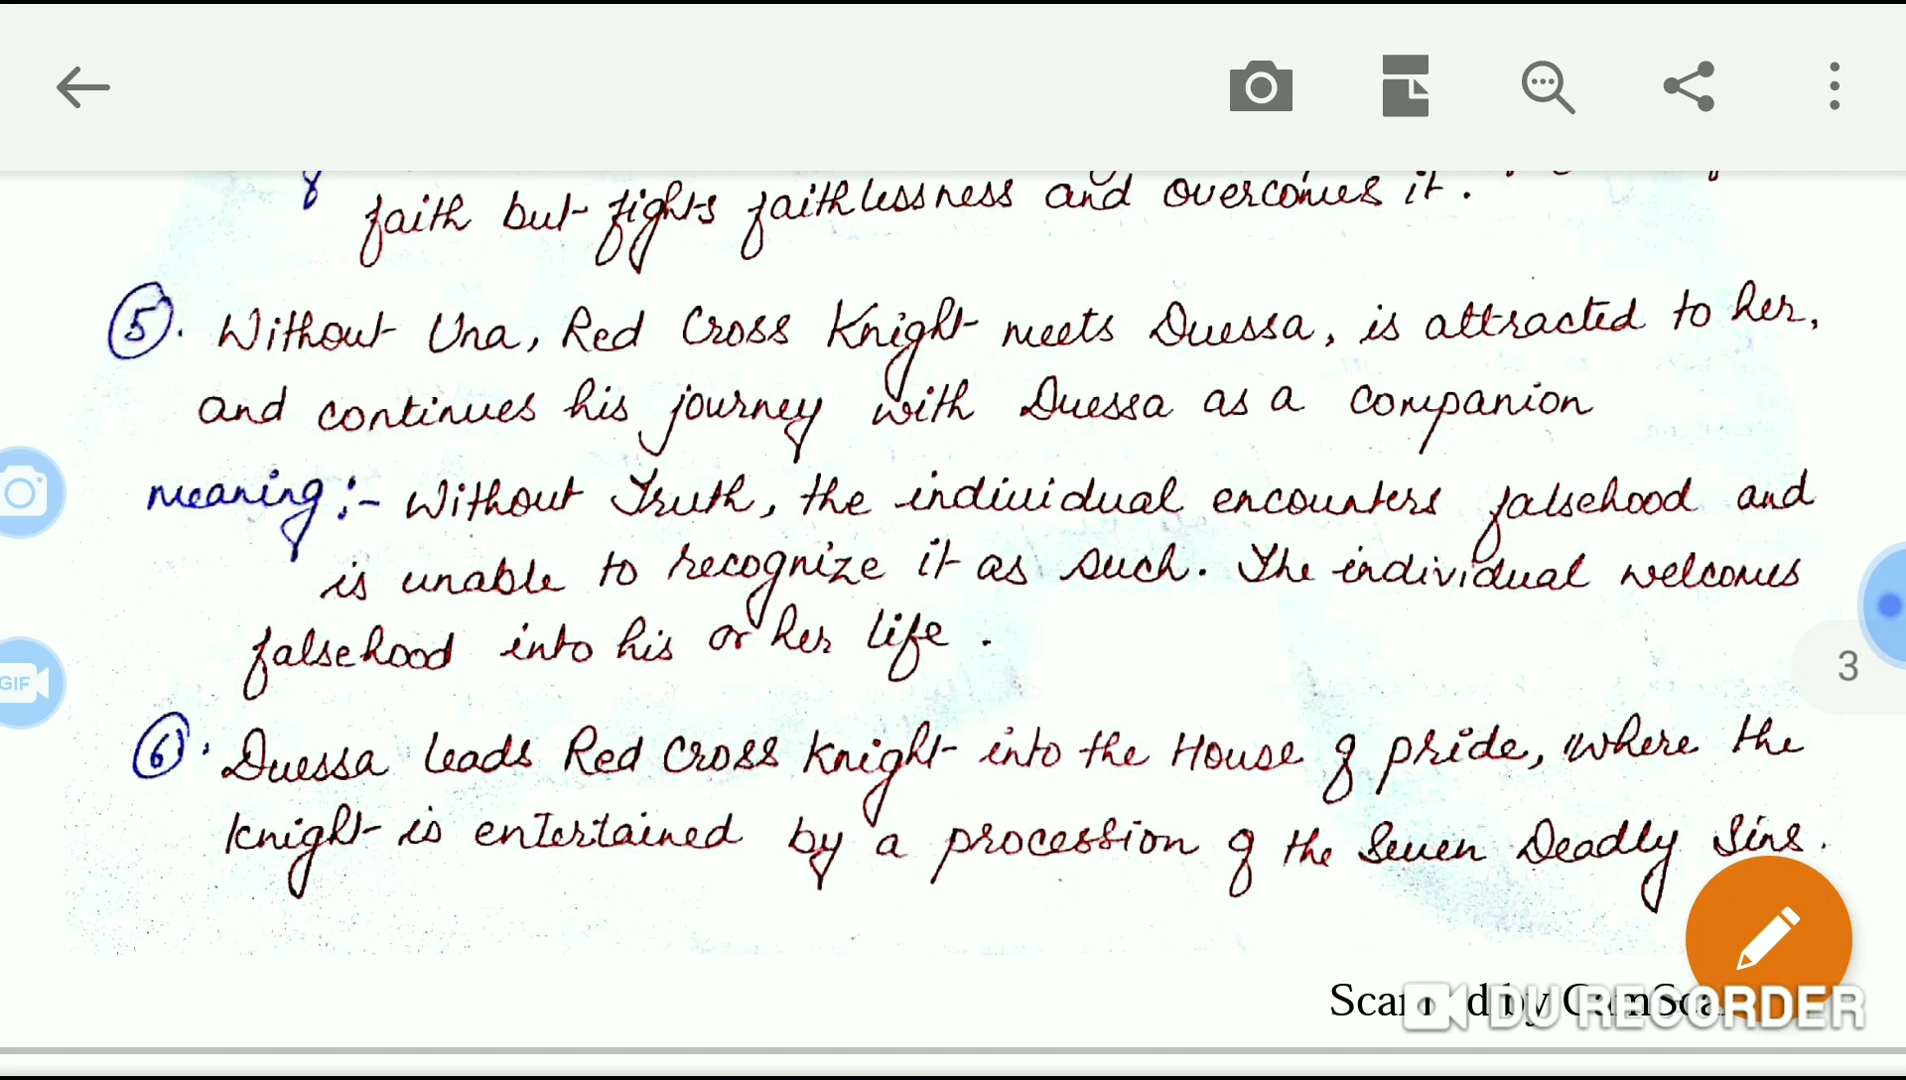 faith but fights faithlessness and overcomes it.
5. Without Una, Red Cross Knight meets Duessa, is attracted to her,
and continues his journey with Duessa as a companion
meaning:- Without Truth, the individual encounters falsehood and
is unable to recognize it as such. The individual welcomes
falsehood into his or her life.
GIF
3
6. Duessa leads Red Cross Knight into the House of pride, where the
knight is entertained by a procession of the Seven Deadly Sins.
Scanned by CamSca
DU RECORDER